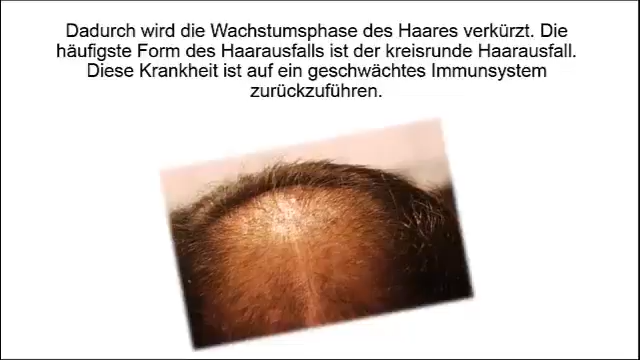 Dadurch wird die Wachstumsphase des Haares verkürzt. Die
häufigste Form des Haarausfalls ist der kreisrunde Haarausfall.
Diese Krankheit ist auf ein geschwächtes Immunsystem
zurückzuführen.